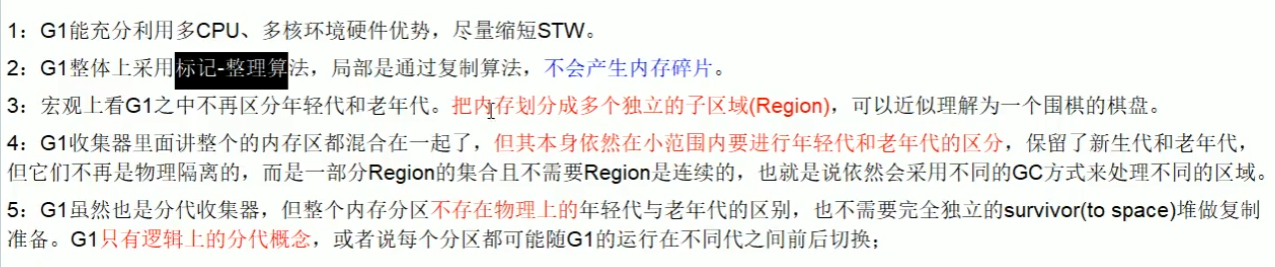 1：G1能充分利用多CPU、多核环境硬件优势，尽量缩短STW。
2：G1整体上采用标记-整理算法，局部是通过复制算法，不会产生内存碎片。
3：宏观上看G1之中不再区分年轻代和老年代。把内存划分成多个独立的子区域(Region)，可以近似理解为一个围棋的棋盘。
4：G1收集器里面讲整个的内存区都混合在一起了，但其本身依然在小范围内要进行年轻代和老年代的区分，保留了新生代和老年代，
但它们不再是物理隔离的，而是一部分Region的集合且不需要Region是连续的，也就是说依然会采用不同的GC方式来处理不同的区域。
5：G1虽然也是分代收集器，但整个内存分区不存在物理上的年轻代与老年代的区别，也不需要完全独立的survivor(to space)堆做复制
准备。G1只有逻辑上的分代概念，或者说每个分区都可能随G1的运行在不同代之间前后切换；